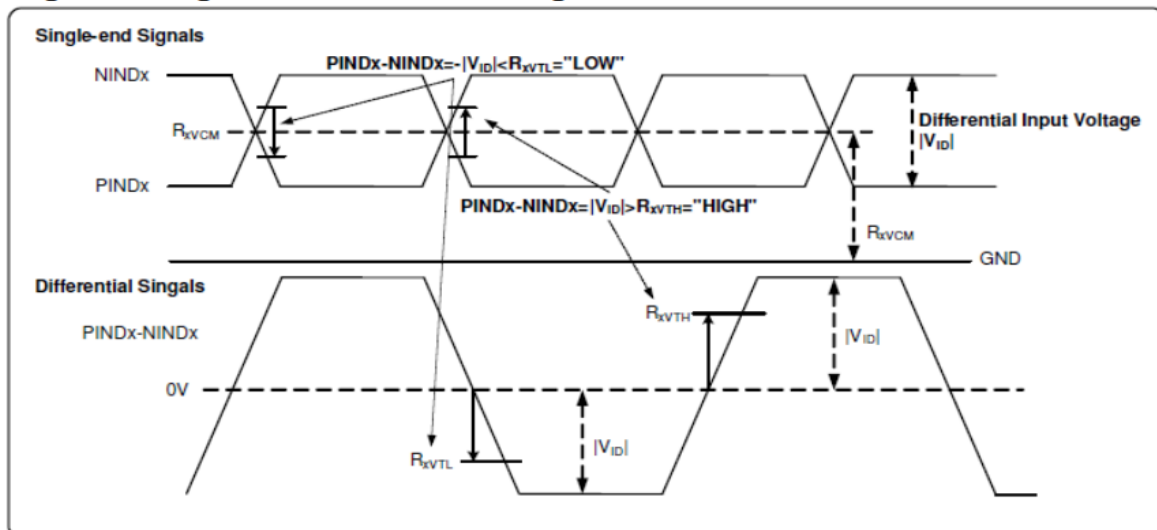 Single-end Signals
NINDx
PINDx-NINDx=-|VID|<RxVTL="LOW"
RxVCM
Differential Input Voltage
|VID|
PINDx
PINDx-NINDx=|VID|>RxVTH="HIGH"
RxVCM
GND
Differential Singals
PINDx-NINDx
RxVTH
|VID|
0V
RxVTL
|VID|